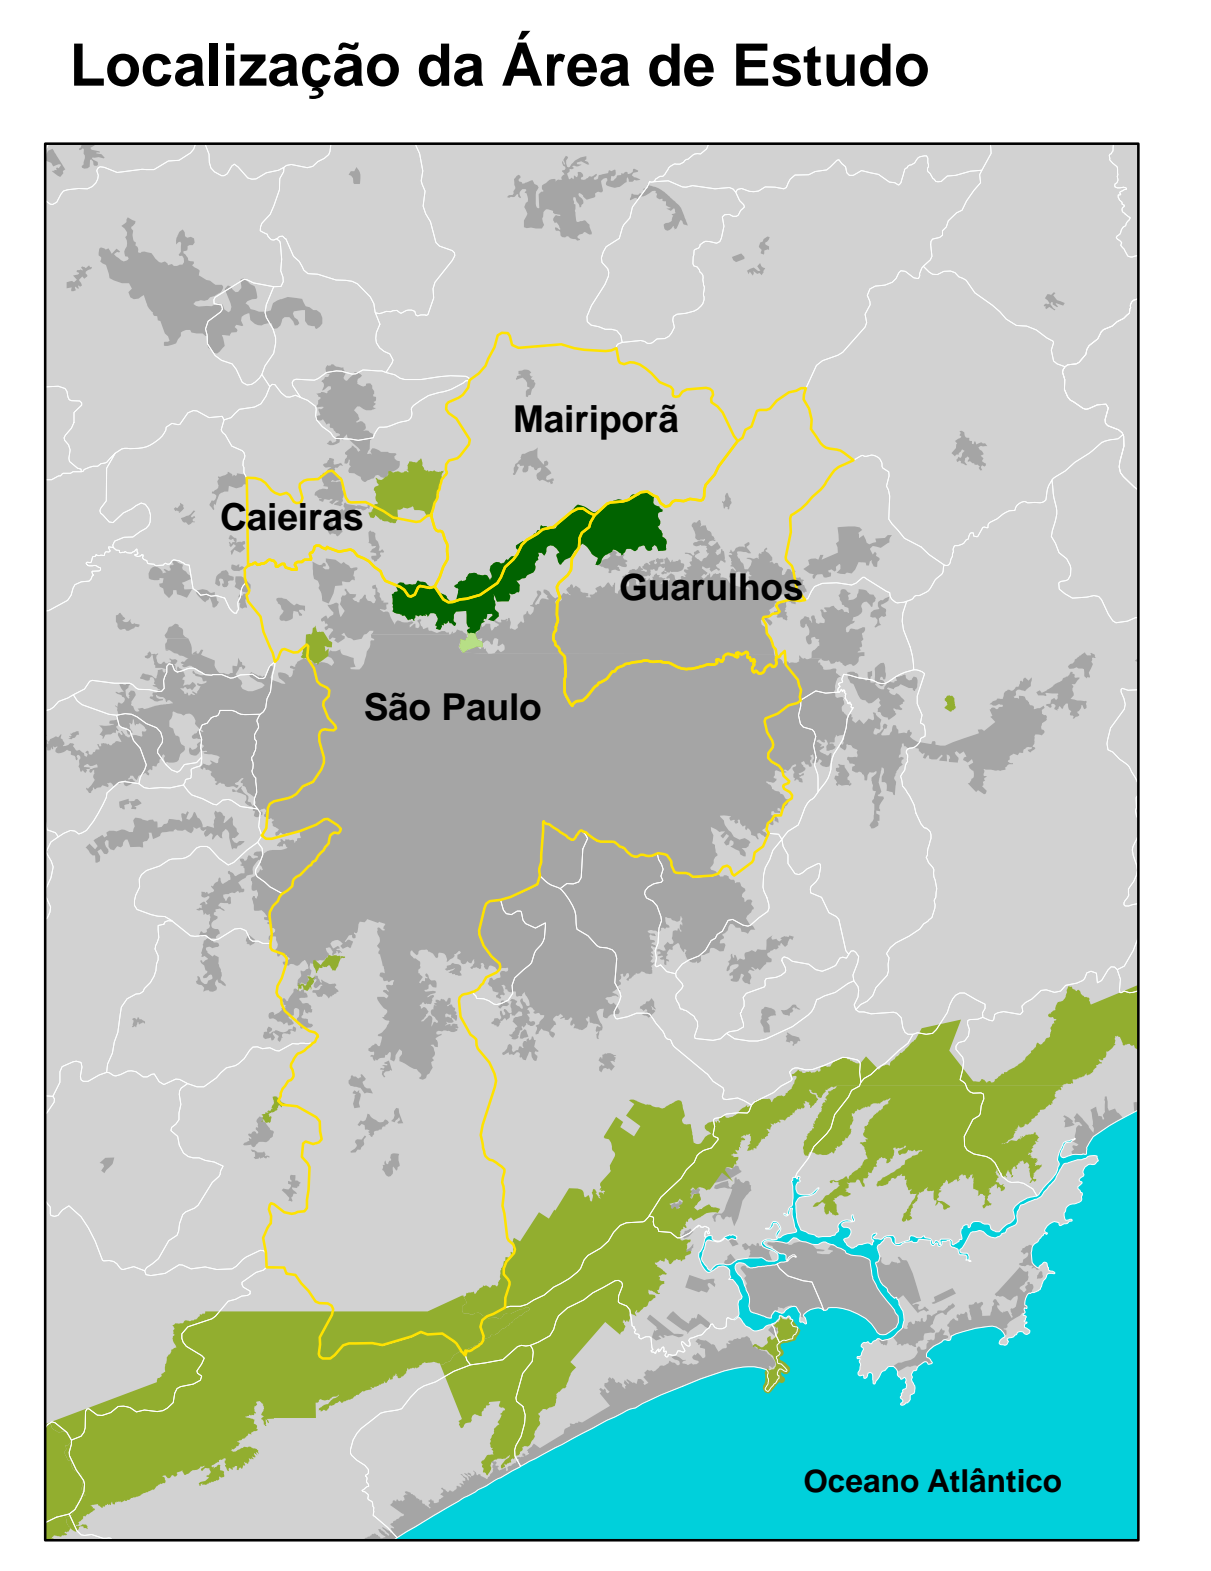 Localização da Área de Estudo
Mairiporã
Caieiras
Guarulhos
São Paulo
Oceano Atlântico